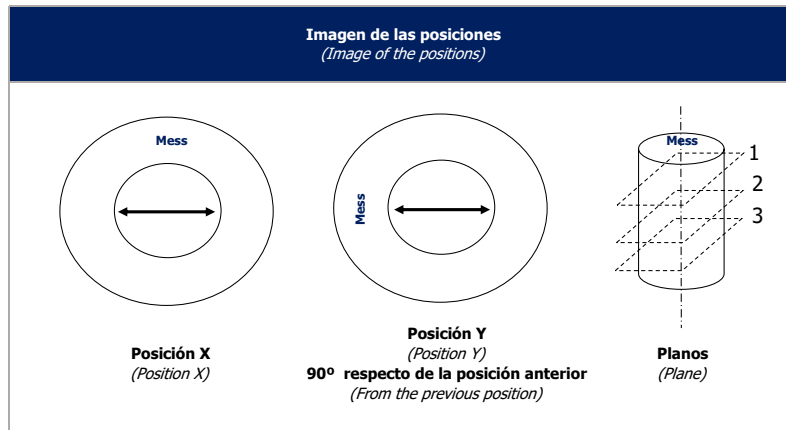 Imagen de las posiciones
(Image of the positions)
Mess
Mess
Mess
1
2
3
Posición X
(Position X)
Posición Y
(Position Y)
90º respecto de la posición anterior
(From the previous position)
Planos
(Plane)